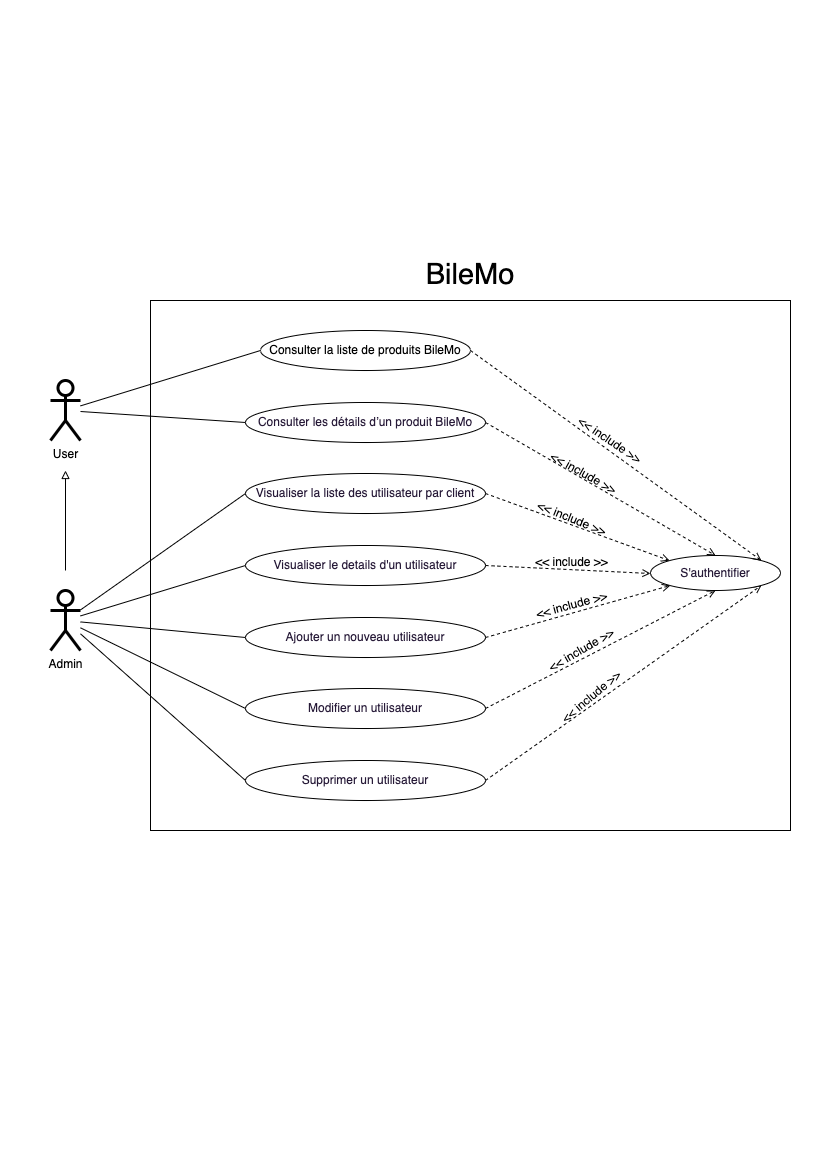 BileMo
Consulter la liste de produits BileMo
<< include >>
User
Consulter les détails d'un produit BileMo
<< include >>
Visualiser la liste des utilisateur par client
<< include >>
Visualiser le details d'un utilisateur
<< include >>
S'authentifier
Admin
Ajouter un nouveau utilisateur
<< include >>
Modifier un utilisateur
<< include >>
Supprimer un utilisateur
<< include >>